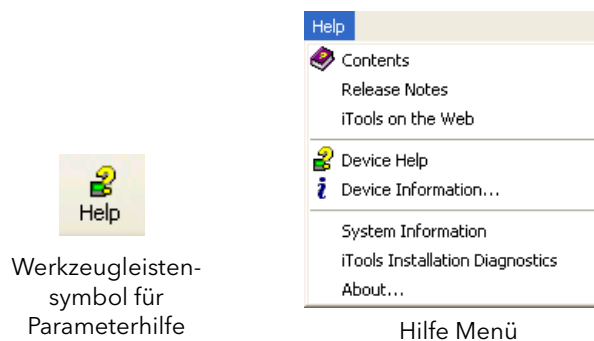 Help
Werkzeugleisten-
symbol für
Parameterhilfe
Help
Contents
Release Notes
iTools on the Web
Device Help
Device Information...
System Information
iTools Installation Diagnostics
About...
Hilfe Menü